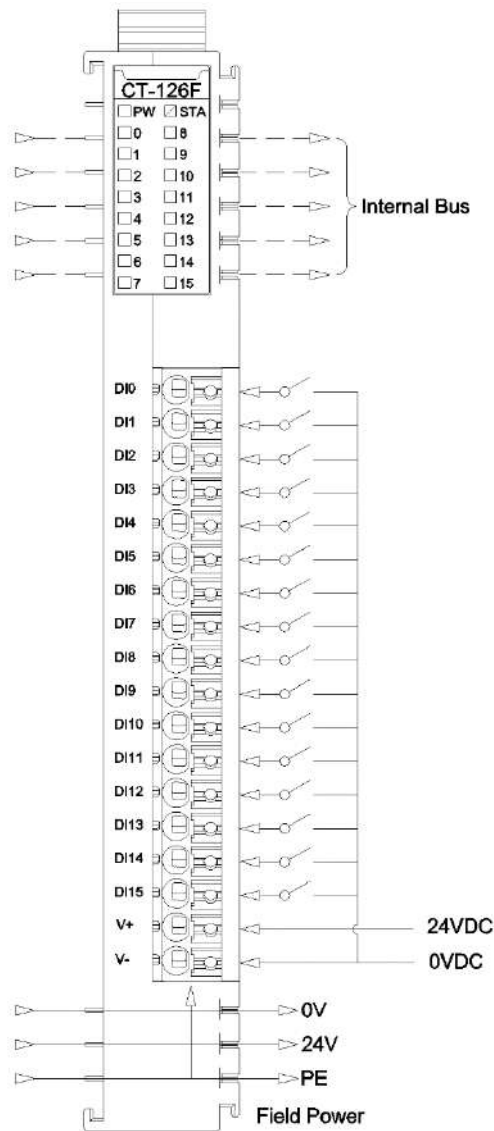 CT-126F
PW STA
0 8
1 9
2 10
3 11
4 12
5 13
6 14
7 15
Internal Bus
DI0
DI1
DI2
DI3
DI4
DI5
DI6
DI7
DI8
DI9
DI10
DI11
DI12
DI13
DI14
DI15
V+ 24VDC
V- 0VDC
0V
24V
PE
Field Power